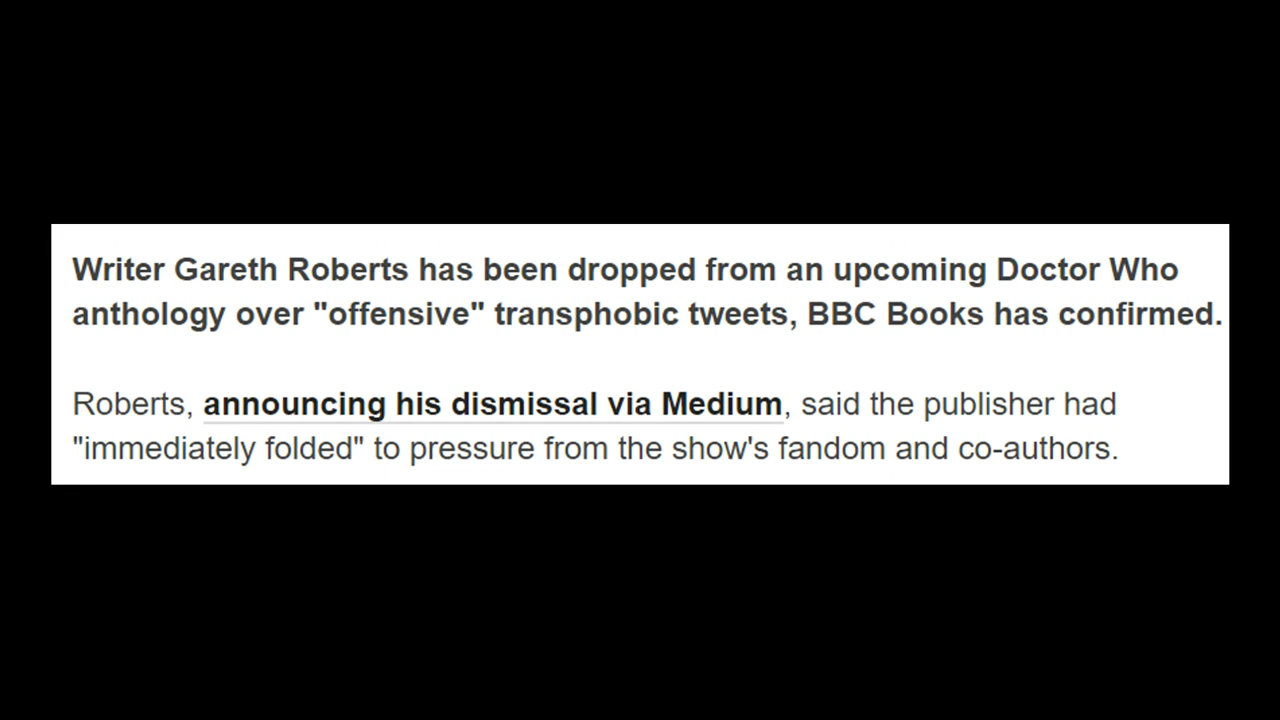 Writer Gareth Roberts has been dropped from an upcoming Doctor Who
anthology over "offensive" transphobic tweets, BBC Books has confirmed.
Roberts, announcing his dismissal via Medium, said the publisher had
"immediately folded" to pressure from the show's fandom and co-authors.